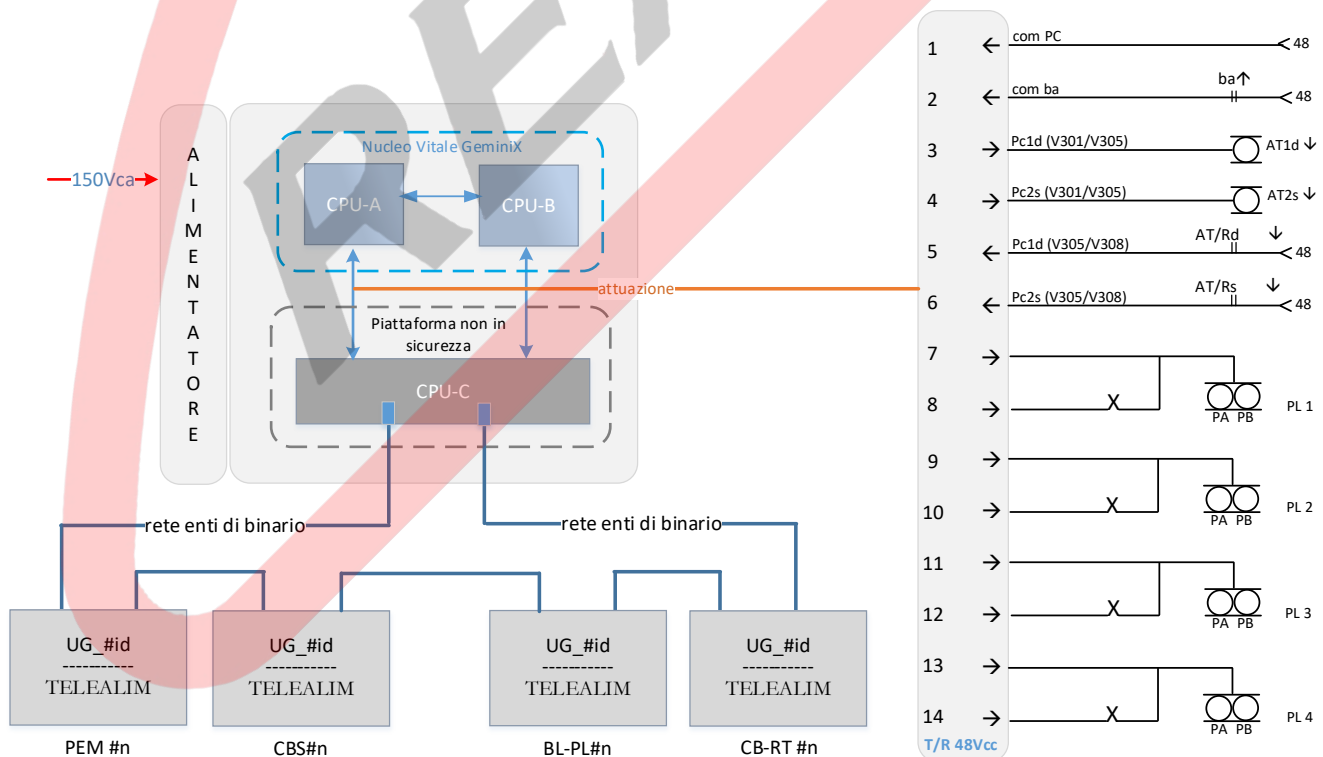 REX
150Vca
ALIMENTATORE
Nucleo Vitale GeminiX
CPU-A
CPU-B
attuazione
Piattaforma non in
sicurezza
CPU-C
rete enti di binario
rete enti di binario
UG_#id
-----------
TELEALIM
PEM #n
UG_#id
-----------
TELEALIM
CBS#n
UG_#id
-----------
TELEALIM
BL-PL#n
UG_#id
-----------
TELEALIM
CB-RT #n
1 ← com PC 48
2 ← com ba ba↑ 48
3 → Pc1d (V301/V305) AT1d ↓
4 → Pc2s (V301/V305) AT2s ↓
5 ← Pc1d (V305/V308) AT/Rd ↓ 48
6 ← Pc2s (V305/V308) AT/Rs ↓ 48
7 →
8 → X PA PB PL 1
9 →
10 → X PA PB PL 2
11 →
12 → X PA PB PL 3
13 →
14 → X PA PB PL 4
T/R 48Vcc